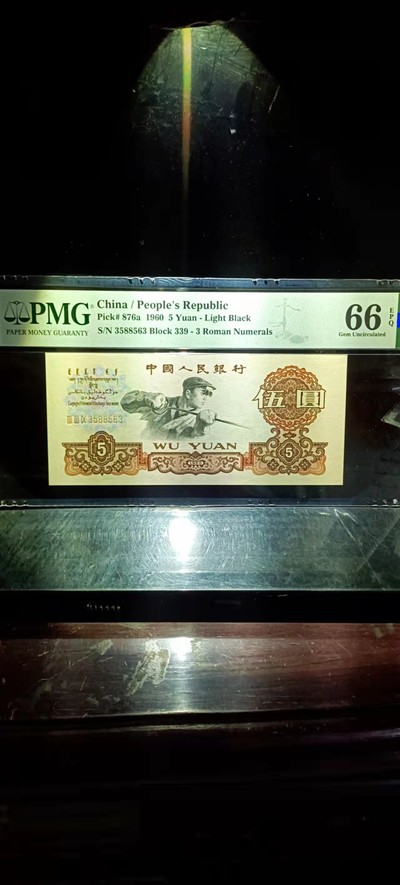 PMG
PAPER MONEY GUARANTY
China / People's Republic
Pick# 876a 1960 5 Yuan - Light Black
S/N 3588563 Block 339 - 3 Roman Numerals
66 EPQ
Gem Uncirculated
中國人民銀行
伍圓
3588563
WU YUAN
5
5